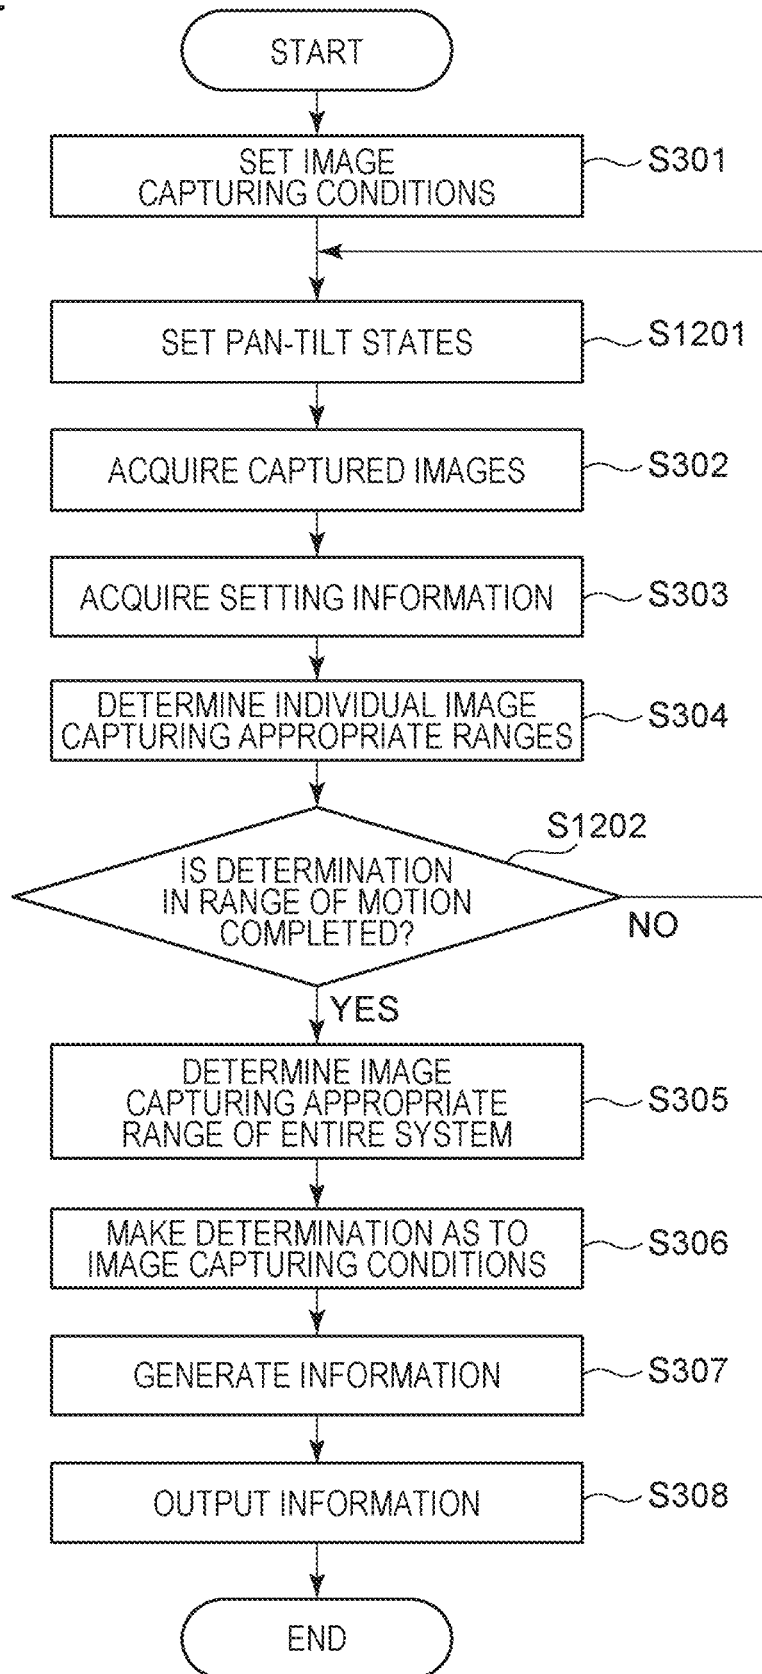 START
SET IMAGE
CAPTURING CONDITIONS
S301
SET PAN-TILT STATES
S1201
ACQUIRE CAPTURED IMAGES
S302
ACQUIRE SETTING INFORMATION
S303
DETERMINE INDIVIDUAL IMAGE
CAPTURING APPROPRIATE RANGES
S304
S1202
IS DETERMINATION
IN RANGE OF MOTION
COMPLETED?
NO
YES
DETERMINE IMAGE
CAPTURING APPROPRIATE
RANGE OF ENTIRE SYSTEM
S305
MAKE DETERMINATION AS TO
IMAGE CAPTURING CONDITIONS
S306
GENERATE INFORMATION
S307
OUTPUT INFORMATION
S308
END